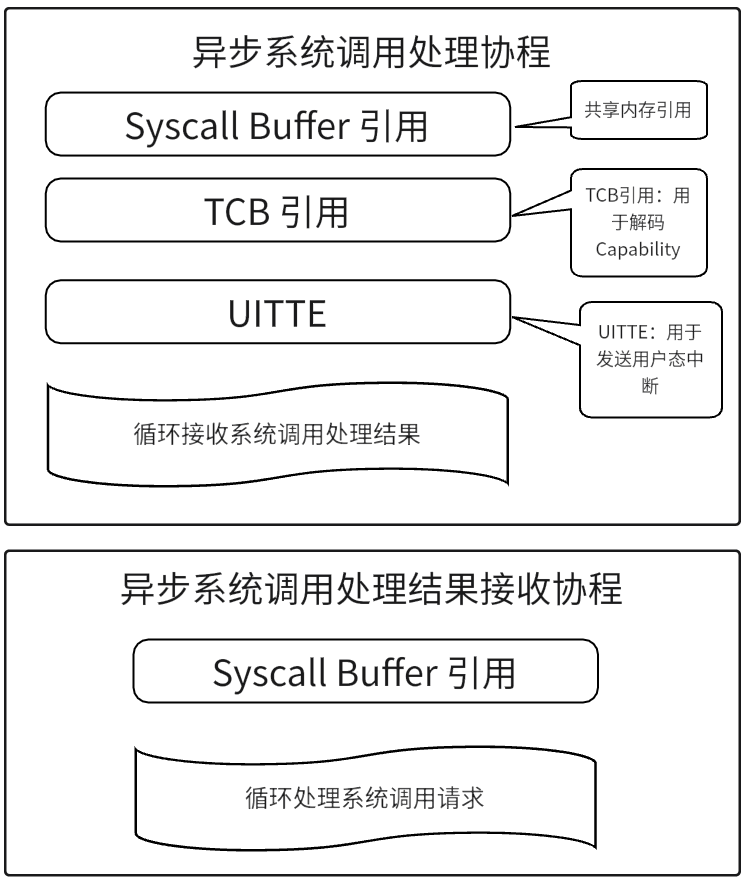 异步系统调用处理协程
Syscall Buffer 引用
共享内存引用
TCB 引用
TCB引用：用
于解码
Capability
UITTE
UITTE：用于
发送用户态中
断
循环接收系统调用处理结果
异步系统调用处理结果接收协程
Syscall Buffer 引用
循环处理系统调用请求